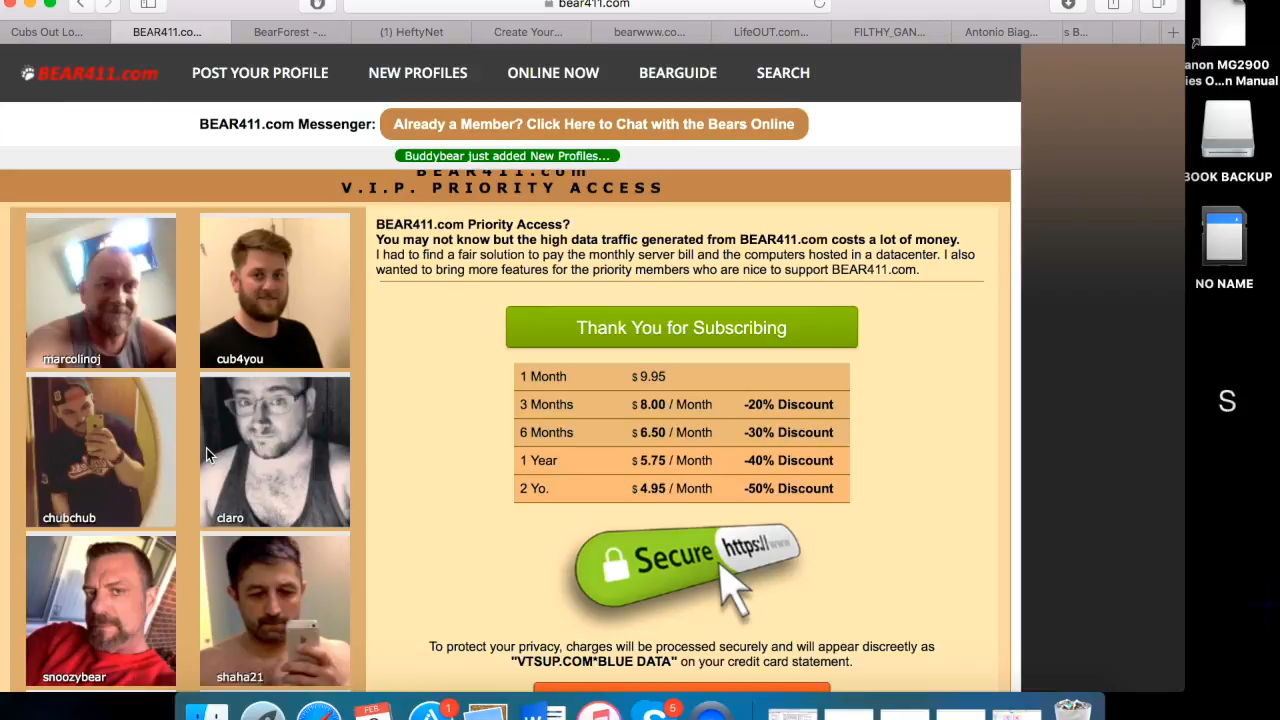 bear411.com
Cubs Out Lo...
BEAR411.co...
BearForest -...
(1) HeftyNet
Create Your...
bearwww.co...
LifeOUT.com...
FILTHY_GAN...
Antonio Biag...
s B...
BEAR411.com
POST YOUR PROFILE
NEW PROFILES
ONLINE NOW
BEARGUIDE
SEARCH
BEAR411.com Messenger:
Already a Member? Click Here to Chat with the Bears Online
Buddybear just added New Profiles...
BEAR411.com
V.I.P. PRIORITY ACCESS
marcolinoj
cub4you
chubchub
claro
snoozybear
shaha21
BEAR411.com Priority Access?
You may not know but the high data traffic generated from BEAR411.com costs a lot of money.
I had to find a fair solution to pay the monthly server bill and the computers hosted in a datacenter. I also
wanted to bring more features for the priority members who are nice to support BEAR411.com.
Thank You for Subscribing
1 Month $ 9.95
3 Months $ 8.00 / Month -20% Discount
6 Months $ 6.50 / Month -30% Discount
1 Year $ 5.75 / Month -40% Discount
2 Yo. $ 4.95 / Month -50% Discount
Secure https://www
To protect your privacy, charges will be processed securely and will appear discreetly as
"VTSUP.COM*BLUE DATA" on your credit card statement.
anon MG2900
ies O...n Manual
BOOK BACKUP
NO NAME
S
1
5